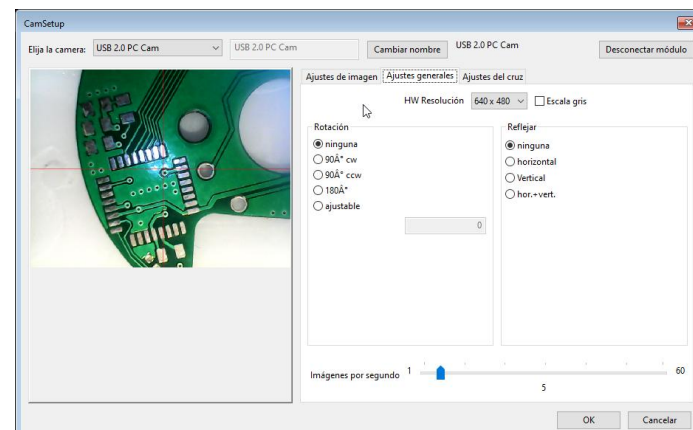 CamSetup
Elija la camera: USB 2.0 PC Cam USB 2.0 PC Cam Cambiar nombre USB 2.0 PC Cam Desconectar módulo
Ajustes de imagen Ajustes generales Ajustes del cruz
HW Resolución 640 x 480 Escala gris
Rotación
ninguna
90Â° cw
90Â° ccw
180Â°
ajustable
0
Reflejar
ninguna
horizontal
Vertical
hor.+vert.
Imágenes por segundo 1 60
5
OK Cancelar